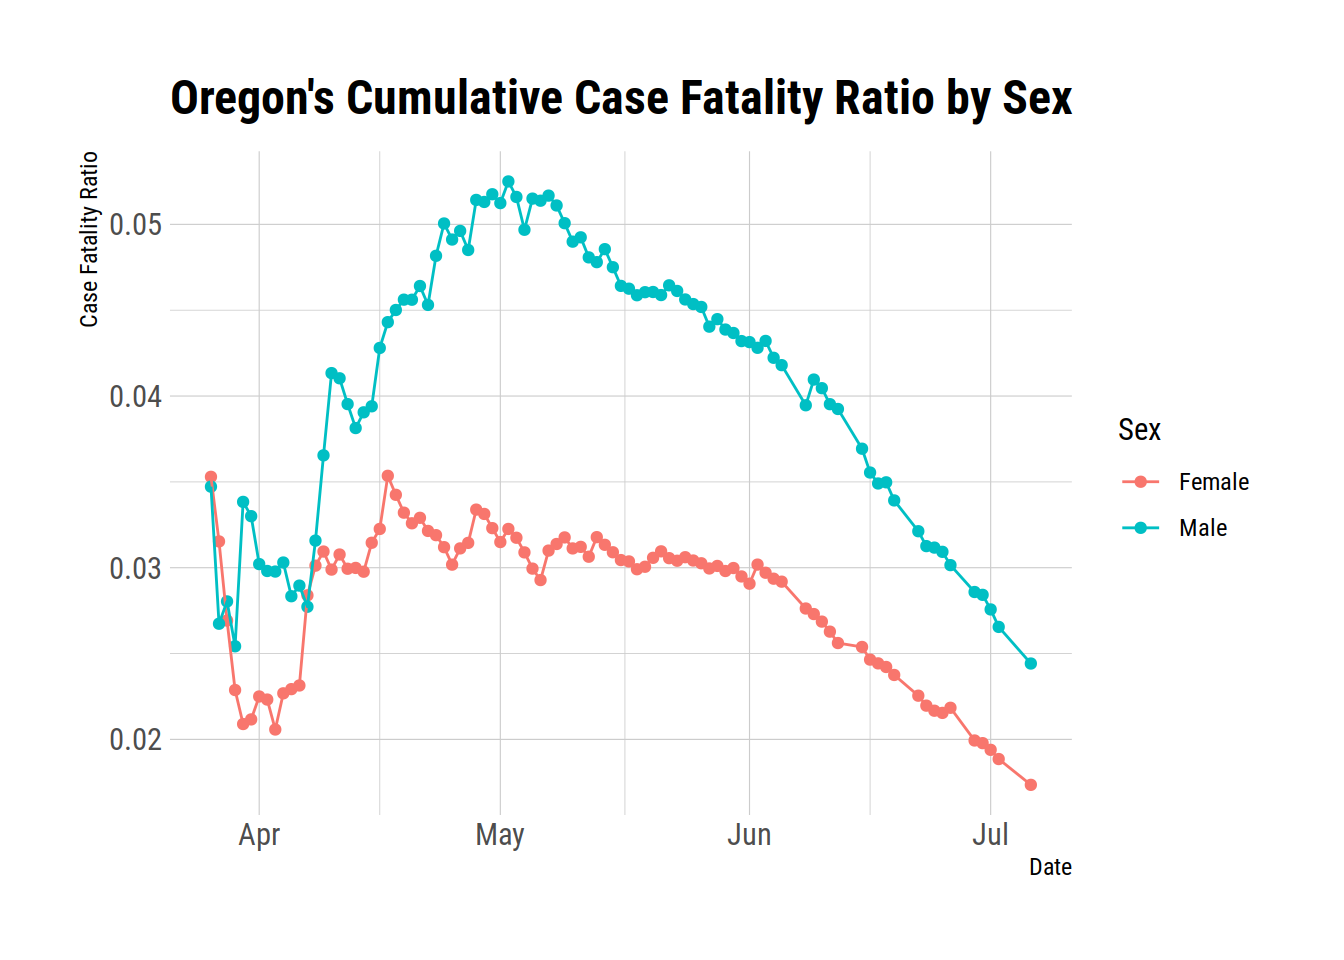 Oregon's Cumulative Case Fatality Ratio by Sex
Case Fatality Ratio
0.05
0.04
0.03
0.02
Apr
May
Jun
Jul
Date
Sex
Female
Male